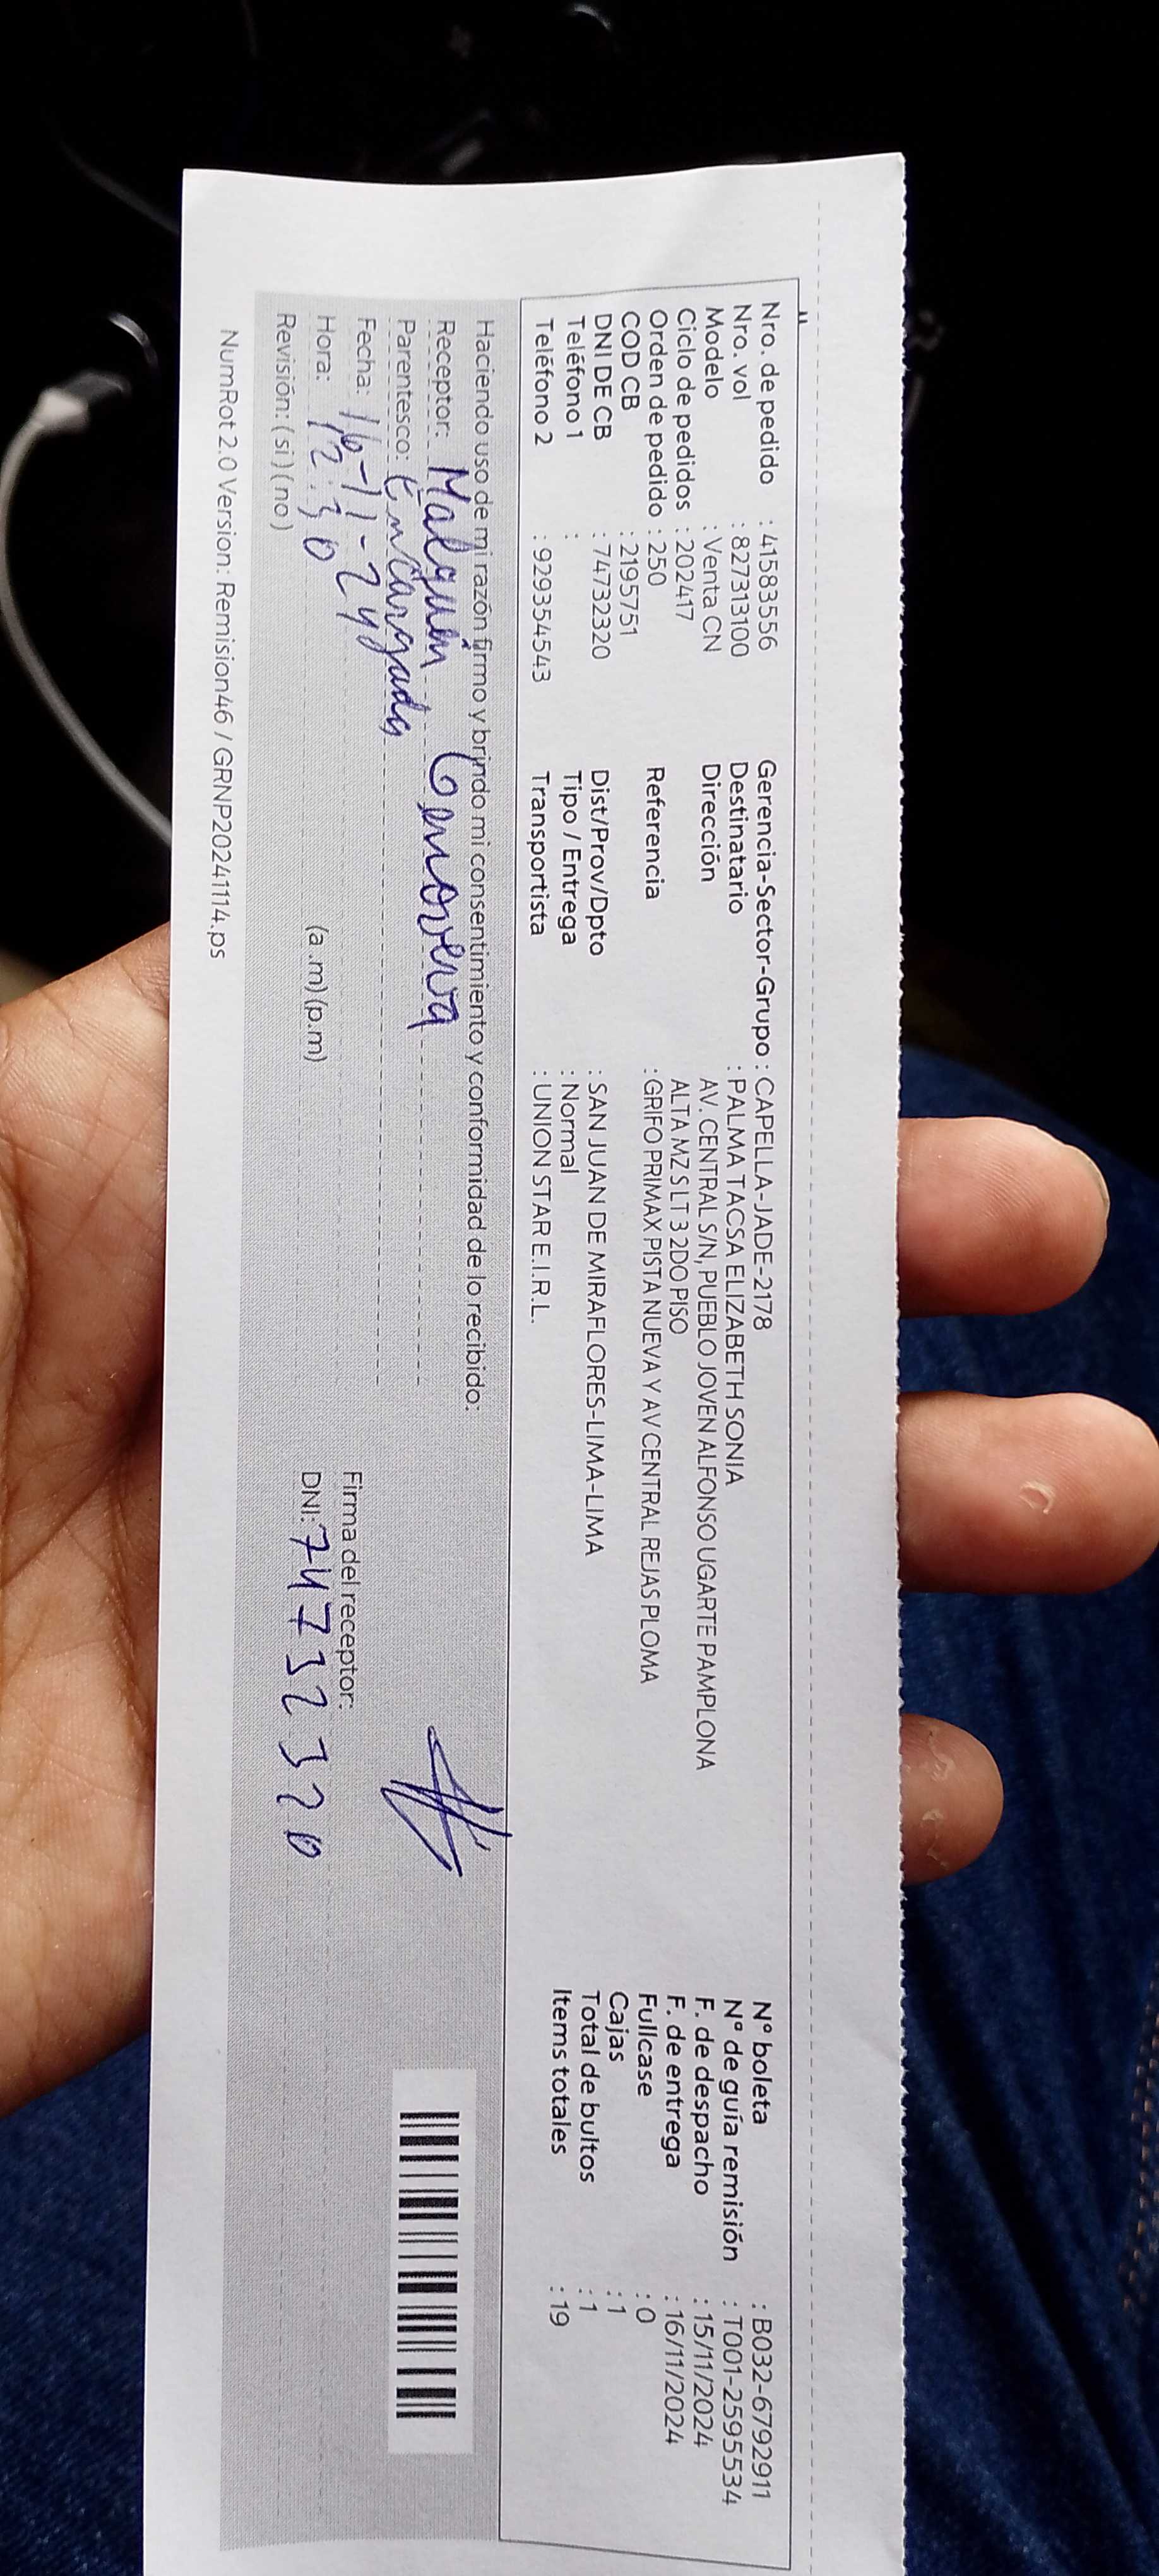 Nro. de pedido : 41583556 Gerencia-Sector-Grupo : CAPELLA-JADE-2178 N° boleta : B032-6792911
Nro. vol : 827313100 Destinatario : PALMA TACSA ELIZABETH SONIA N° de guía remisión : T001-2595534
Modelo : Venta CN Dirección AV. CENTRAL S/N, PUEBLO JOVEN ALFONSO UGARTE PAMPLONA F. de despacho : 15/11/2024
Ciclo de pedidos : 202417 ALTA MZ S LT 3 2DO PISO F. de entrega : 16/11/2024
Orden de pedido : 250 Referencia : GRIFO PRIMAX PISTA NUEVA Y AV CENTRAL REJAS PLOMA Fullcase : 0
COD CB : 2195751 Cajas : 1
DNI DE CB : 74732320 Dist/Prov/Dpto : SAN JUAN DE MIRAFLORES-LIMA-LIMA Total de bultos : 1
Teléfono 1 : Tipo / Entrega : Normal Items totales : 19
Teléfono 2 : 929354543 Transportista : UNION STAR E.I.R.L.
Haciendo uso de mi razón firmo y brindo mi consentimiento y conformidad de lo recibido:
Receptor: Malquin Genoveva
Parentesco: Encargada
Fecha: 16-11-24 Firma del receptor:
Hora: 12:30 (a.m)(p.m) DNI: 74732320
Revisión: (si)(no)
NumRot 2.0 Version: Remision46 / GRNP20241114.ps